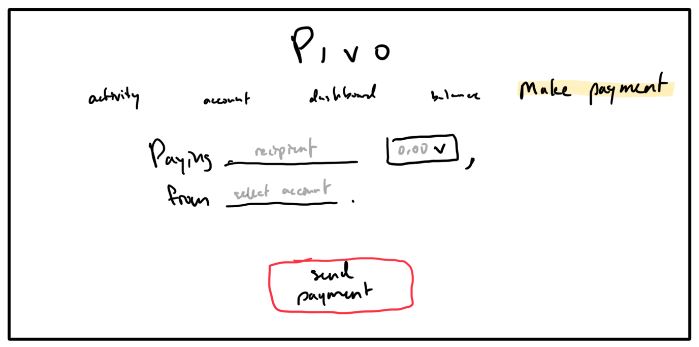 Pivo
activity account dashboard balance Make payment
Paying recipient 0.00 v,
from select account.
send
payment